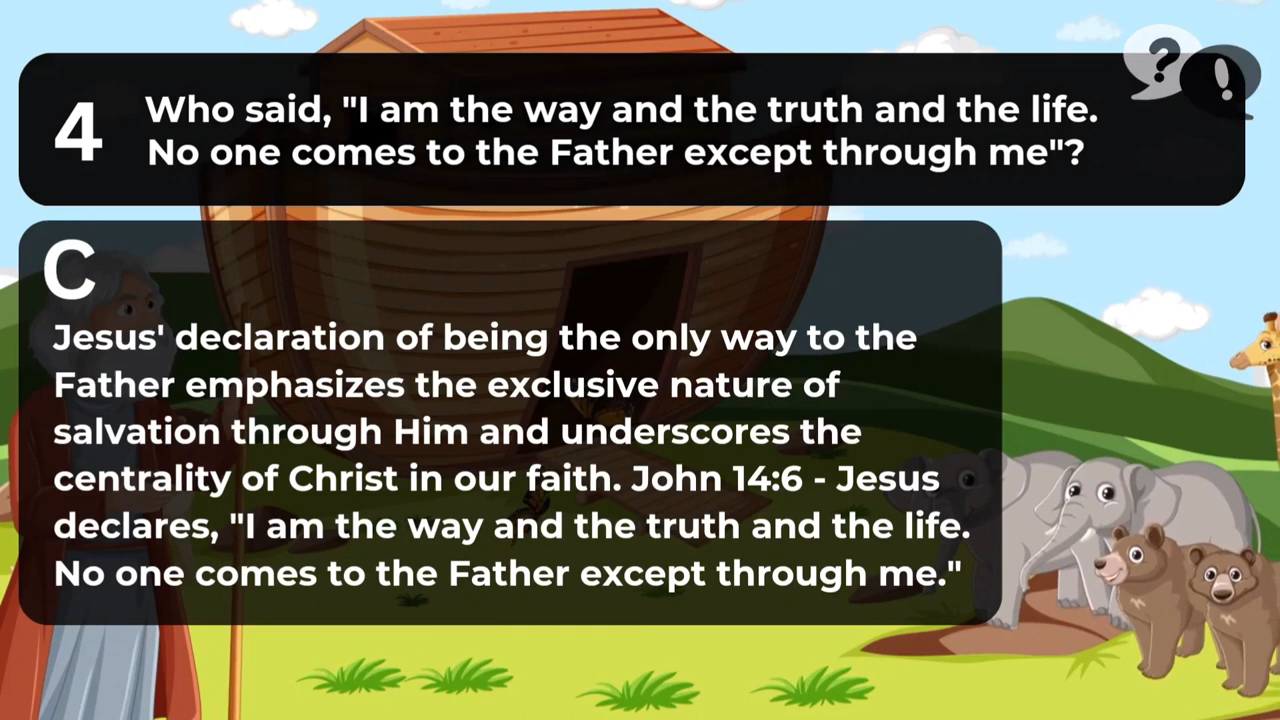 4
Who said, "I am the way and the truth and the life.
No one comes to the Father except through me"?
?
!
C
Jesus' declaration of being the only way to the
Father emphasizes the exclusive nature of
salvation through Him and underscores the
centrality of Christ in our faith. John 14:6 - Jesus
declares, "I am the way and the truth and the life.
No one comes to the Father except through me."